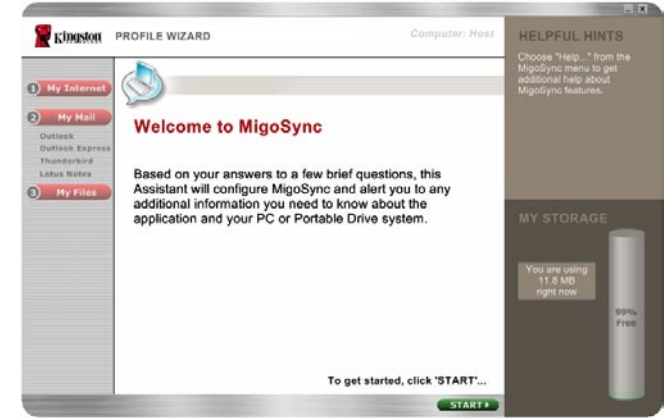 Kingston
TECHNOLOGY
PROFILE WIZARD
Computer: Host
1 My Internet
2 My Mail
Outlook
Outlook Express
Thunderbird
Lotus Notes
3 My Files
Welcome to MigoSync
Based on your answers to a few brief questions, this
Assistant will configure MigoSync and alert you to any
additional information you need to know about the
application and your PC or Portable Drive system.
To get started, click 'START'...
START
HELPFUL HINTS
Choose "Help..." from the
MigoSync menu to get
additional help about
MigoSync features.
MY STORAGE
You are using
11.8 MB
right now
99%
Free